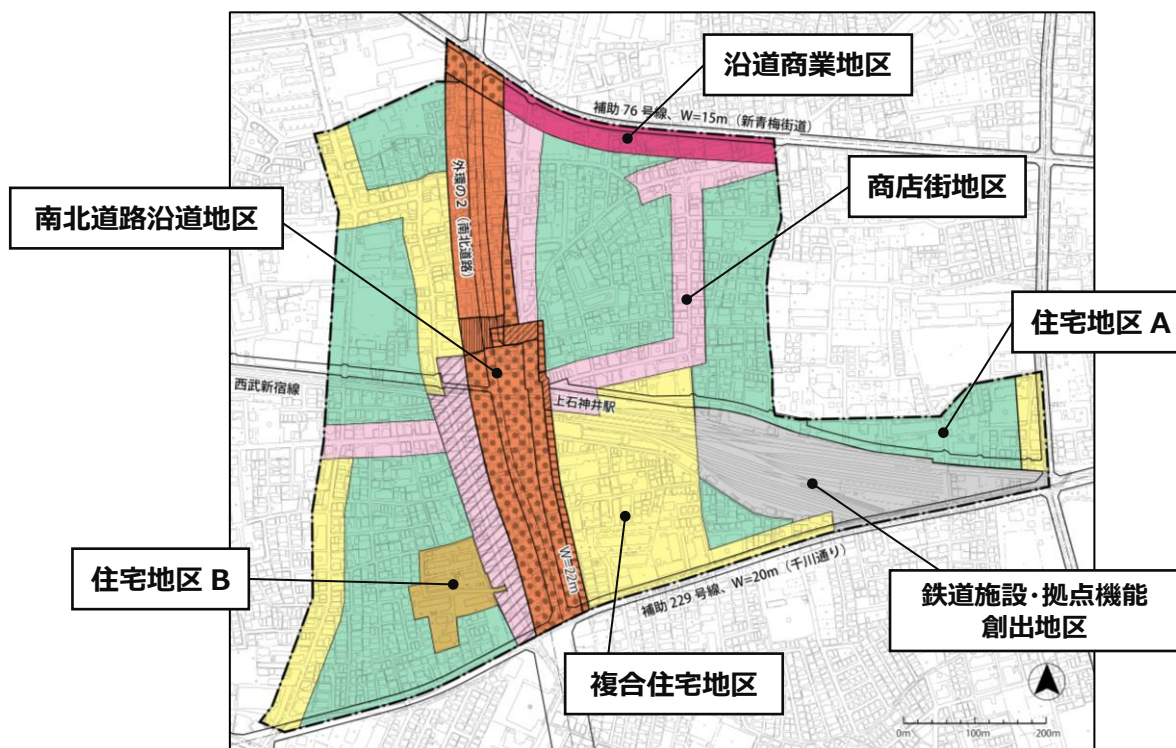 沿道商業地区
補助 76 号線、W=15m（新青梅街道）
商店街地区
外環の2（南北道路）
南北道路沿道地区
住宅地区 A
西武新宿線
上石神井駅
住宅地区 B
W=22m
補助 229 号線、W=20m（千川通り）
鉄道施設･拠点機能
創出地区
複合住宅地区
0m 100m 200m